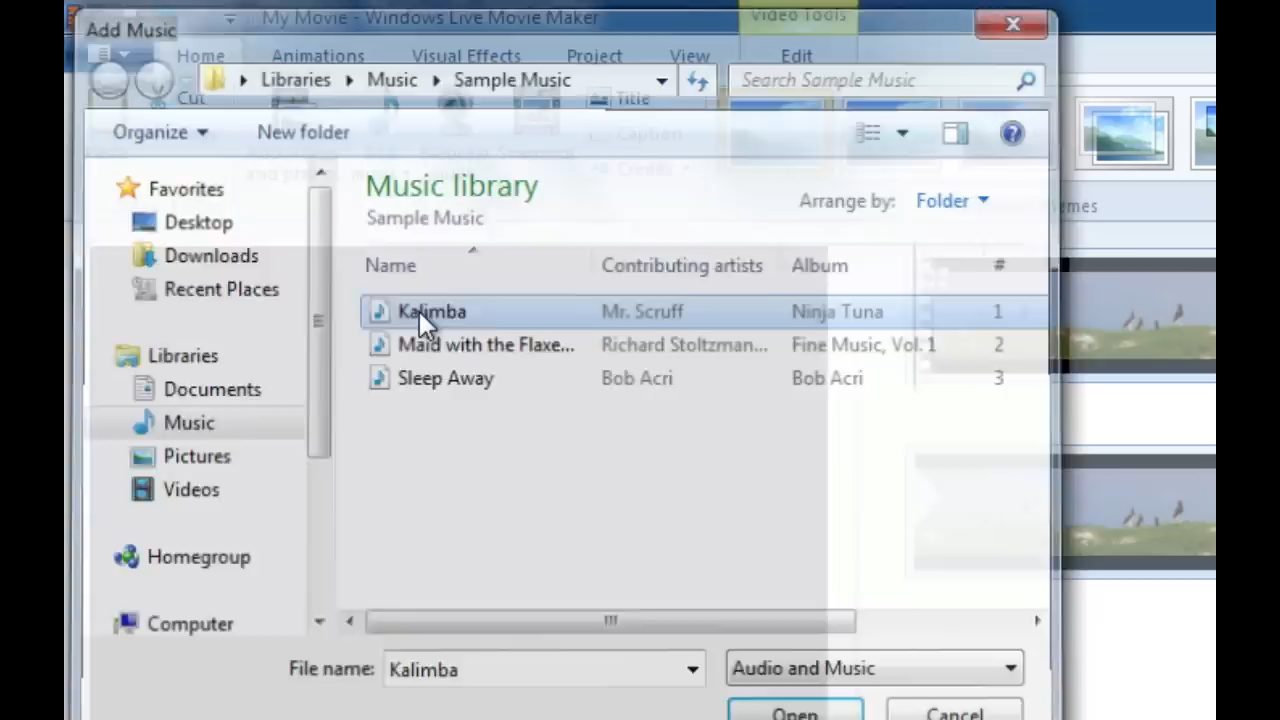 My Movie - Windows Live Movie Maker
Video Tools
Add Music
Home Animations Visual Effects Project View Edit
Libraries Music Sample Music Search Sample Music
Cut Title
Organize New folder
Caption
Credits
Music library
Sample Music
Arrange by: Folder
Favorites
Desktop
Downloads
Recent Places
Libraries
Documents
Music
Pictures
Videos
Homegroup
Computer
Name Contributing artists Album #
Kalimba Mr. Scruff Ninja Tuna 1
Maid with the Flaxe... Richard Stoltzman... Fine Music, Vol. 1 2
Sleep Away Bob Acri Bob Acri 3
File name: Kalimba Audio and Music
Open Cancel